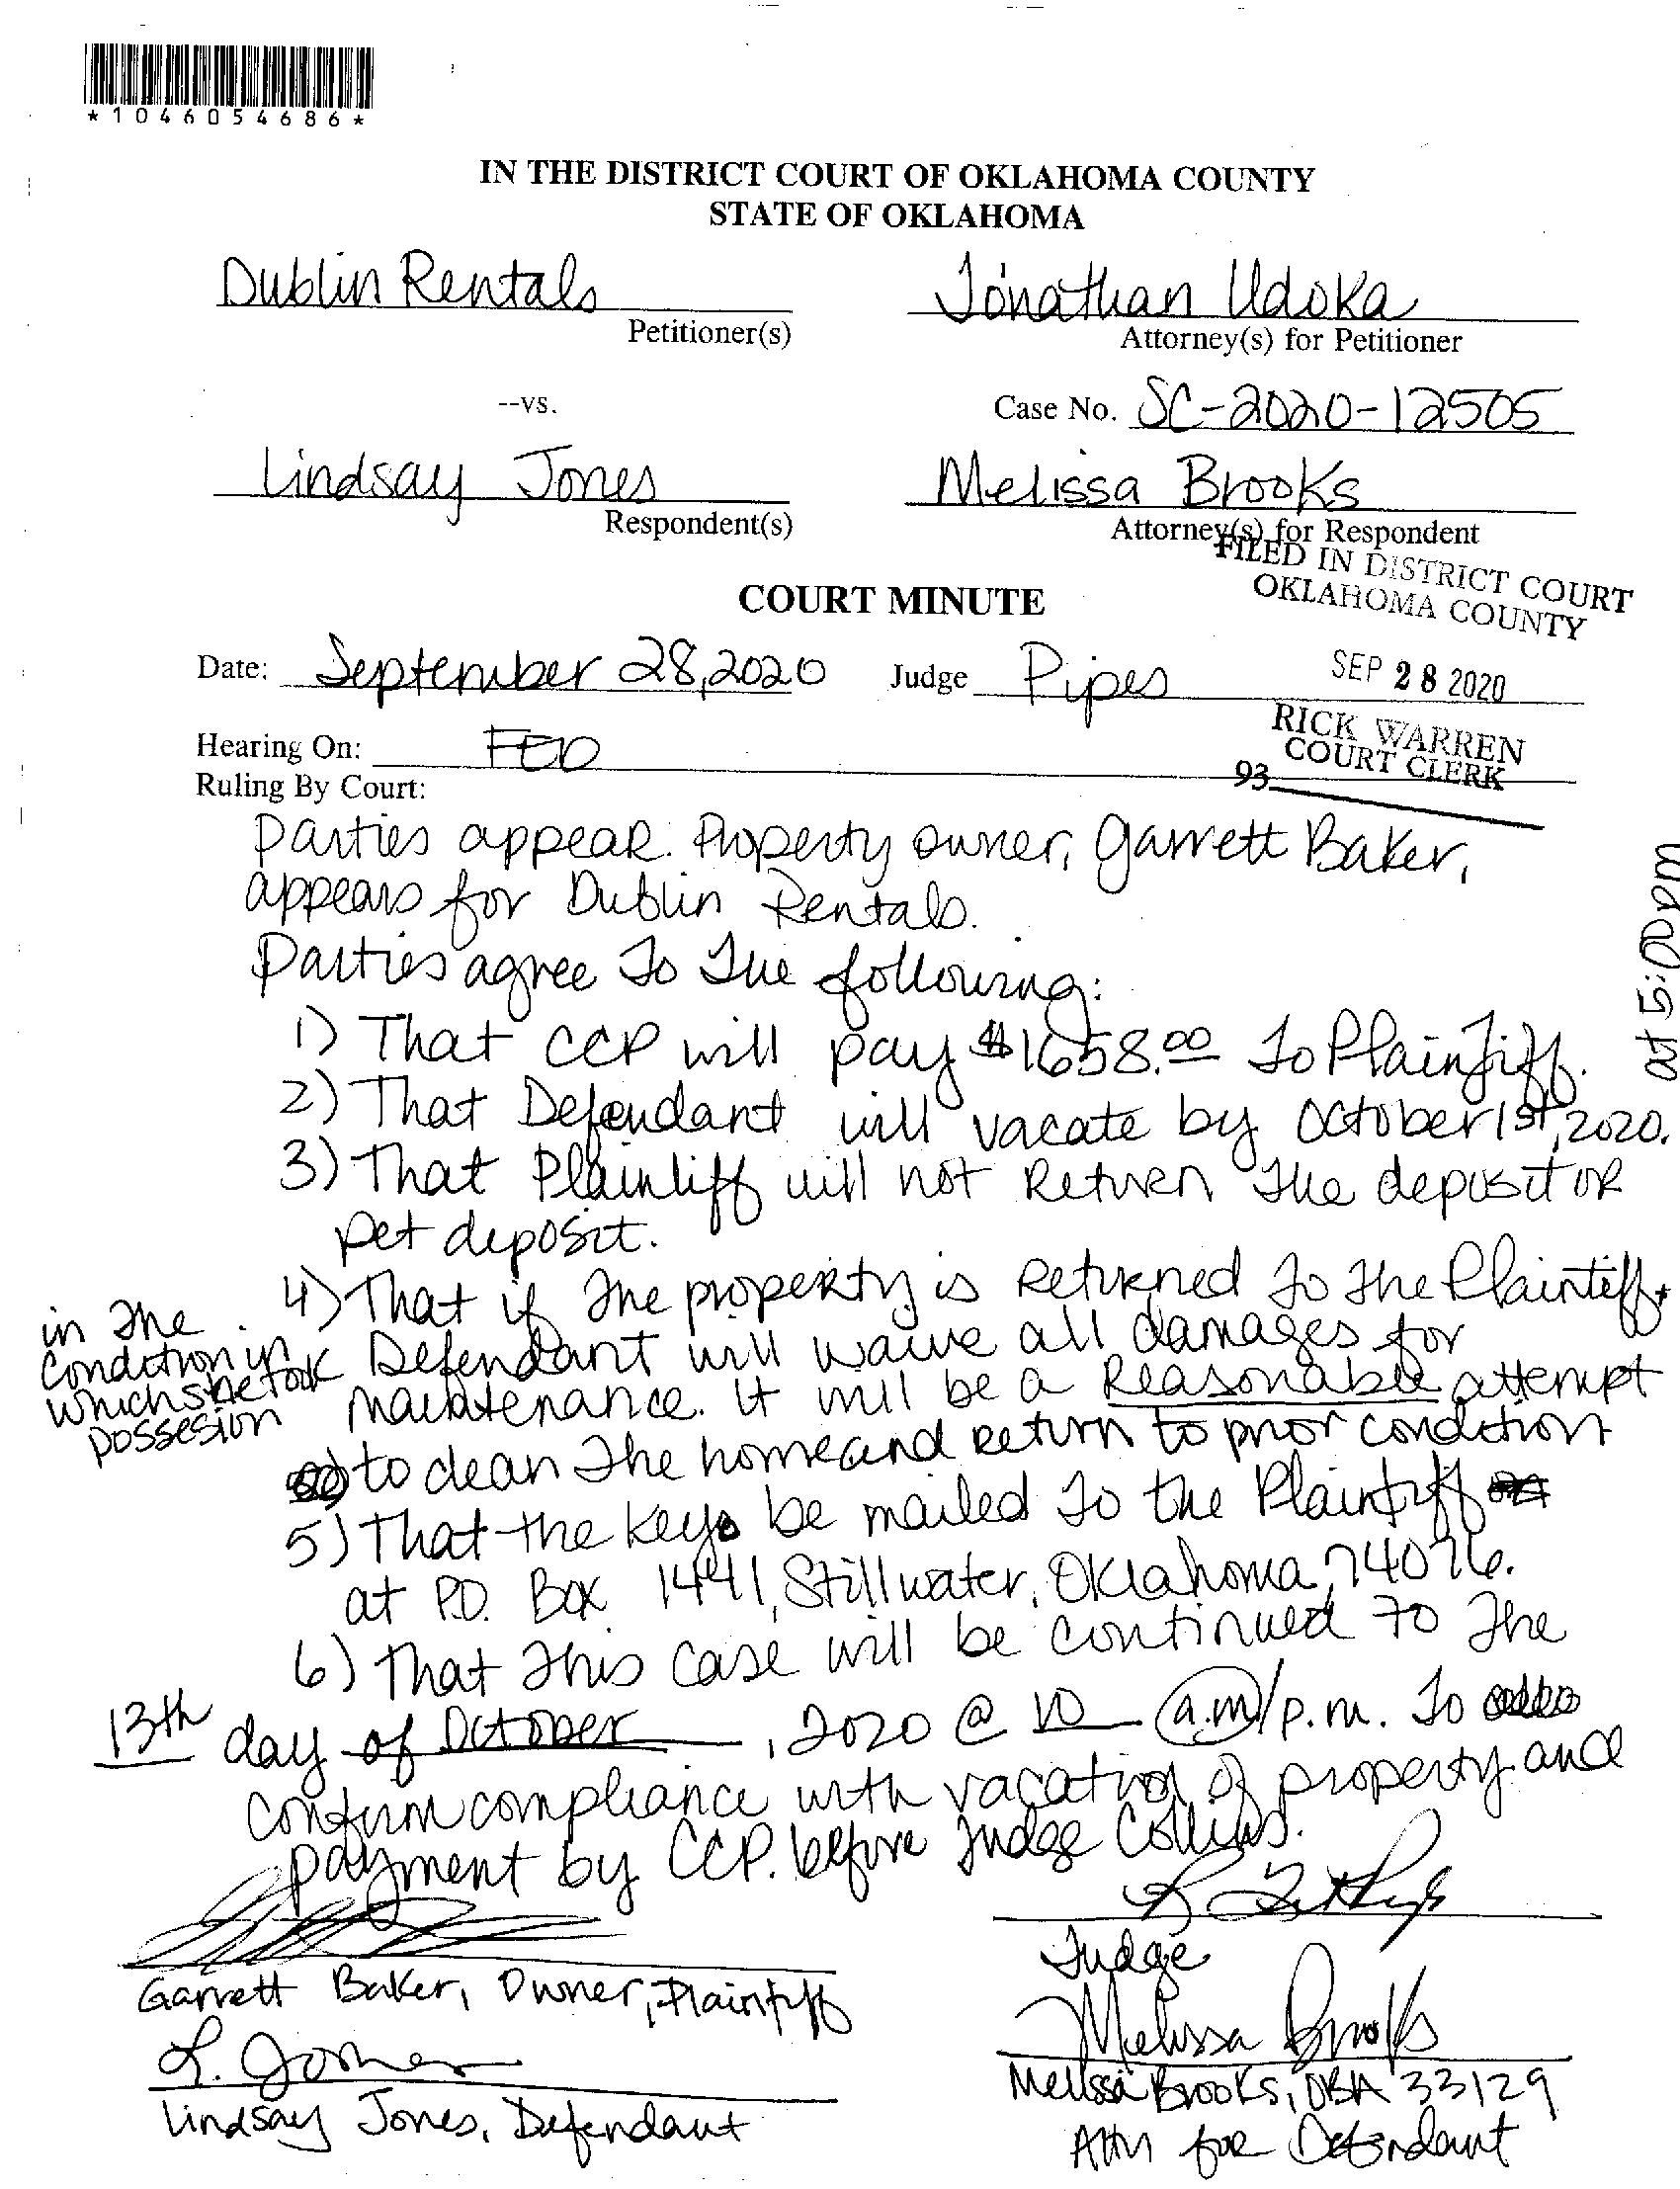 *1046054686*
IN THE DISTRICT COURT OF OKLAHOMA COUNTY
STATE OF OKLAHOMA
Dublin Rentals
Petitioner(s)
Jonathan Udoka
Attorney(s) for Petitioner
--vs.
Case No. SC-2020-12505
Lindsay Jones
Respondent(s)
Melissa Brooks
Attorney(s) for Respondent
FILED IN DISTRICT COURT
OKLAHOMA COUNTY
COURT MINUTE
Date: September 28, 2020 Judge Pipes
SEP 28 2020
RICK WARREN
COURT CLERK
93
Hearing On: FED
Ruling By Court:
Parties appear. Property owner, Garrett Baker,
appears for Dublin Rentals.
Parties agree to the following:
1) That CCP will pay $1658.00 to Plaintiff.
2) That Defendant will vacate by October 1st, 2020.
at 5:00pm
3) That Plaintiff will not Return the deposit or
pet deposit.
4) That if the property is Returned to the Plaintiff
in the
condition in
which she took
possesion
Defendant will waive all damages for
maintenance. It will be a Reasonable attempt
to clean the home and return to prior condition
5) That the keys be mailed to the Plaintiff
at P.O. Box 1441, Stillwater, Oklahoma, 74076.
6) That this case will be continued to the
13th day of October, 2020 @ 10 a.m/p.m. To
confirm compliance with vacation of property and
payment by CCP. before Judge Collins.
Judge
Garrett Baker, Owner, Plaintiff
Melissa Brooks
Melissa Brooks, OBA 33129
L. Jones
Lindsay Jones, Defendant
Attn for Defendant